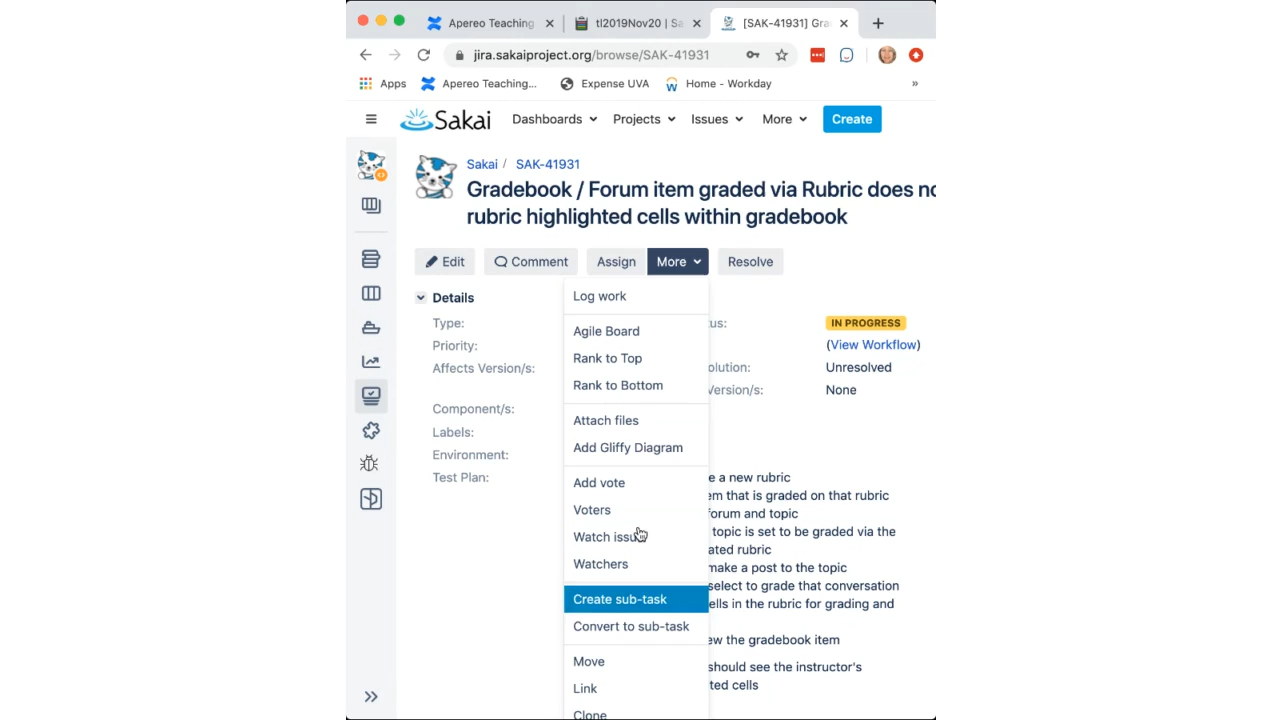 Apereo Teaching
tl2019Nov20 | Sa
[SAK-41931] Gra
jira.sakaiproject.org/browse/SAK-41931
Apps
Apereo Teaching...
Expense UVA
Home - Workday
»
Sakai
Dashboards
Projects
Issues
More
Create
Sakai / SAK-41931
Gradebook / Forum item graded via Rubric does no
rubric highlighted cells within gradebook
Edit
Comment
Assign
More
Resolve
Details
Type:
Priority:
Affects Version/s:
Component/s:
Labels:
Environment:
Test Plan:
Log work
Agile Board
Rank to Top
Rank to Bottom
Attach files
Add Gliffy Diagram
Add vote
Voters
Watch issu
Watchers
Create sub-task
Convert to sub-task
Move
Link
Clone
tus:
IN PROGRESS
(View Workflow)
olution:
Unresolved
Version/s:
None
e a new rubric
em that is graded on that rubric
forum and topic
topic is set to be graded via the
ated rubric
make a post to the topic
select to grade that conversation
ells in the rubric for grading and
ew the gradebook item
should see the instructor's
ted cells